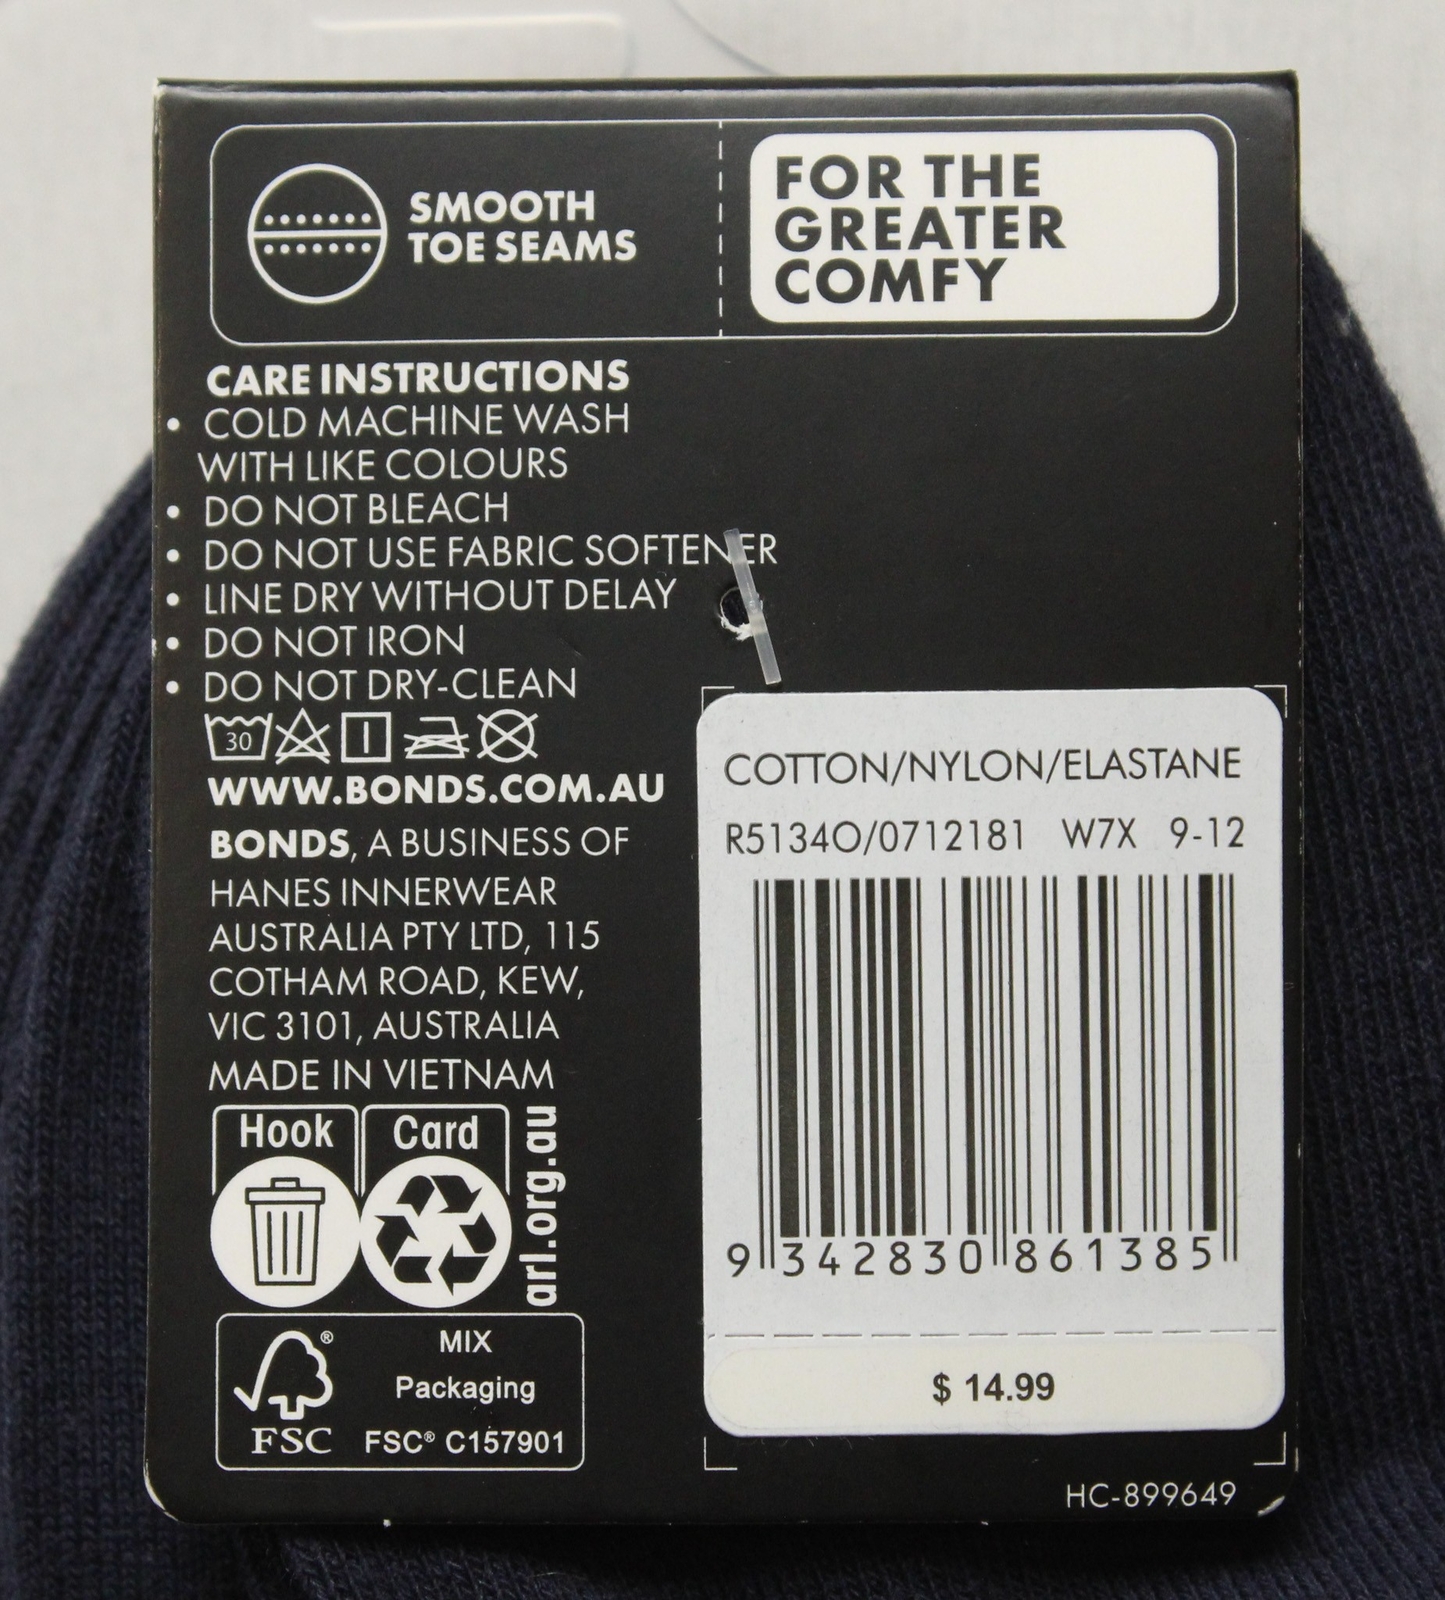 SMOOTH
TOE SEAMS
FOR THE
GREATER
COMFY
CARE INSTRUCTIONS
• COLD MACHINE WASH
WITH LIKE COLOURS
• DO NOT BLEACH
• DO NOT USE FABRIC SOFTENER
• LINE DRY WITHOUT DELAY
• DO NOT IRON
• DO NOT DRY-CLEAN
30
WWW.BONDS.COM.AU
BONDS, A BUSINESS OF
HANES INNERWEAR
AUSTRALIA PTY LTD, 115
COTHAM ROAD, KEW,
VIC 3101, AUSTRALIA
MADE IN VIETNAM
Hook Card
arl.org.au
MIX
Packaging
FSC® C157901
® FSC
COTTON/NYLON/ELASTANE
R5134O/0712181 W7X 9-12
9 342830 861385
$ 14.99
HC-899649